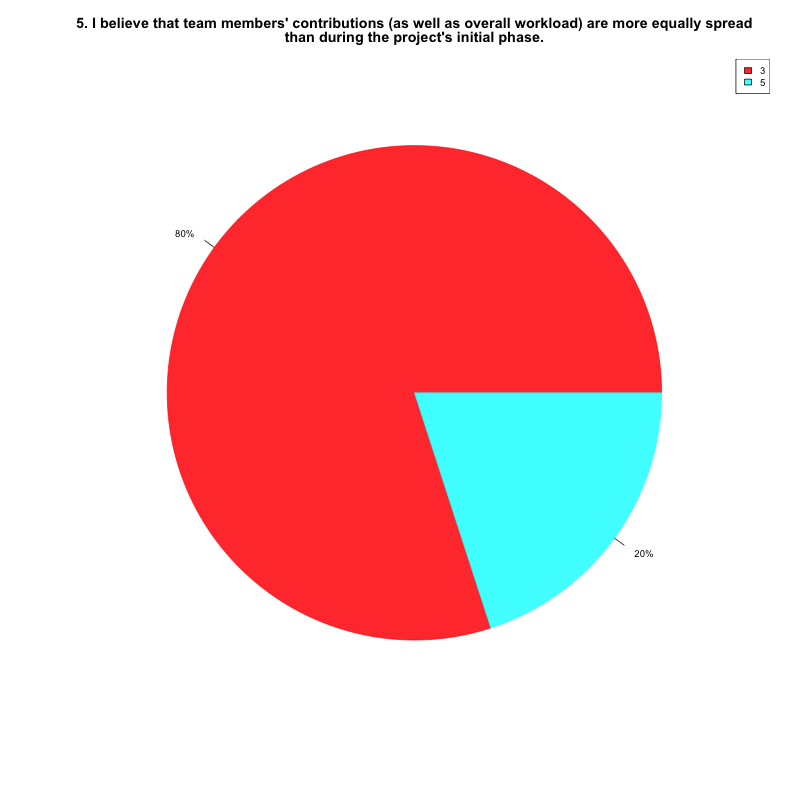 5. I believe that team members' contributions (as well as overall workload) are more equally spread
than during the project's initial phase.
3
5
80%
20%